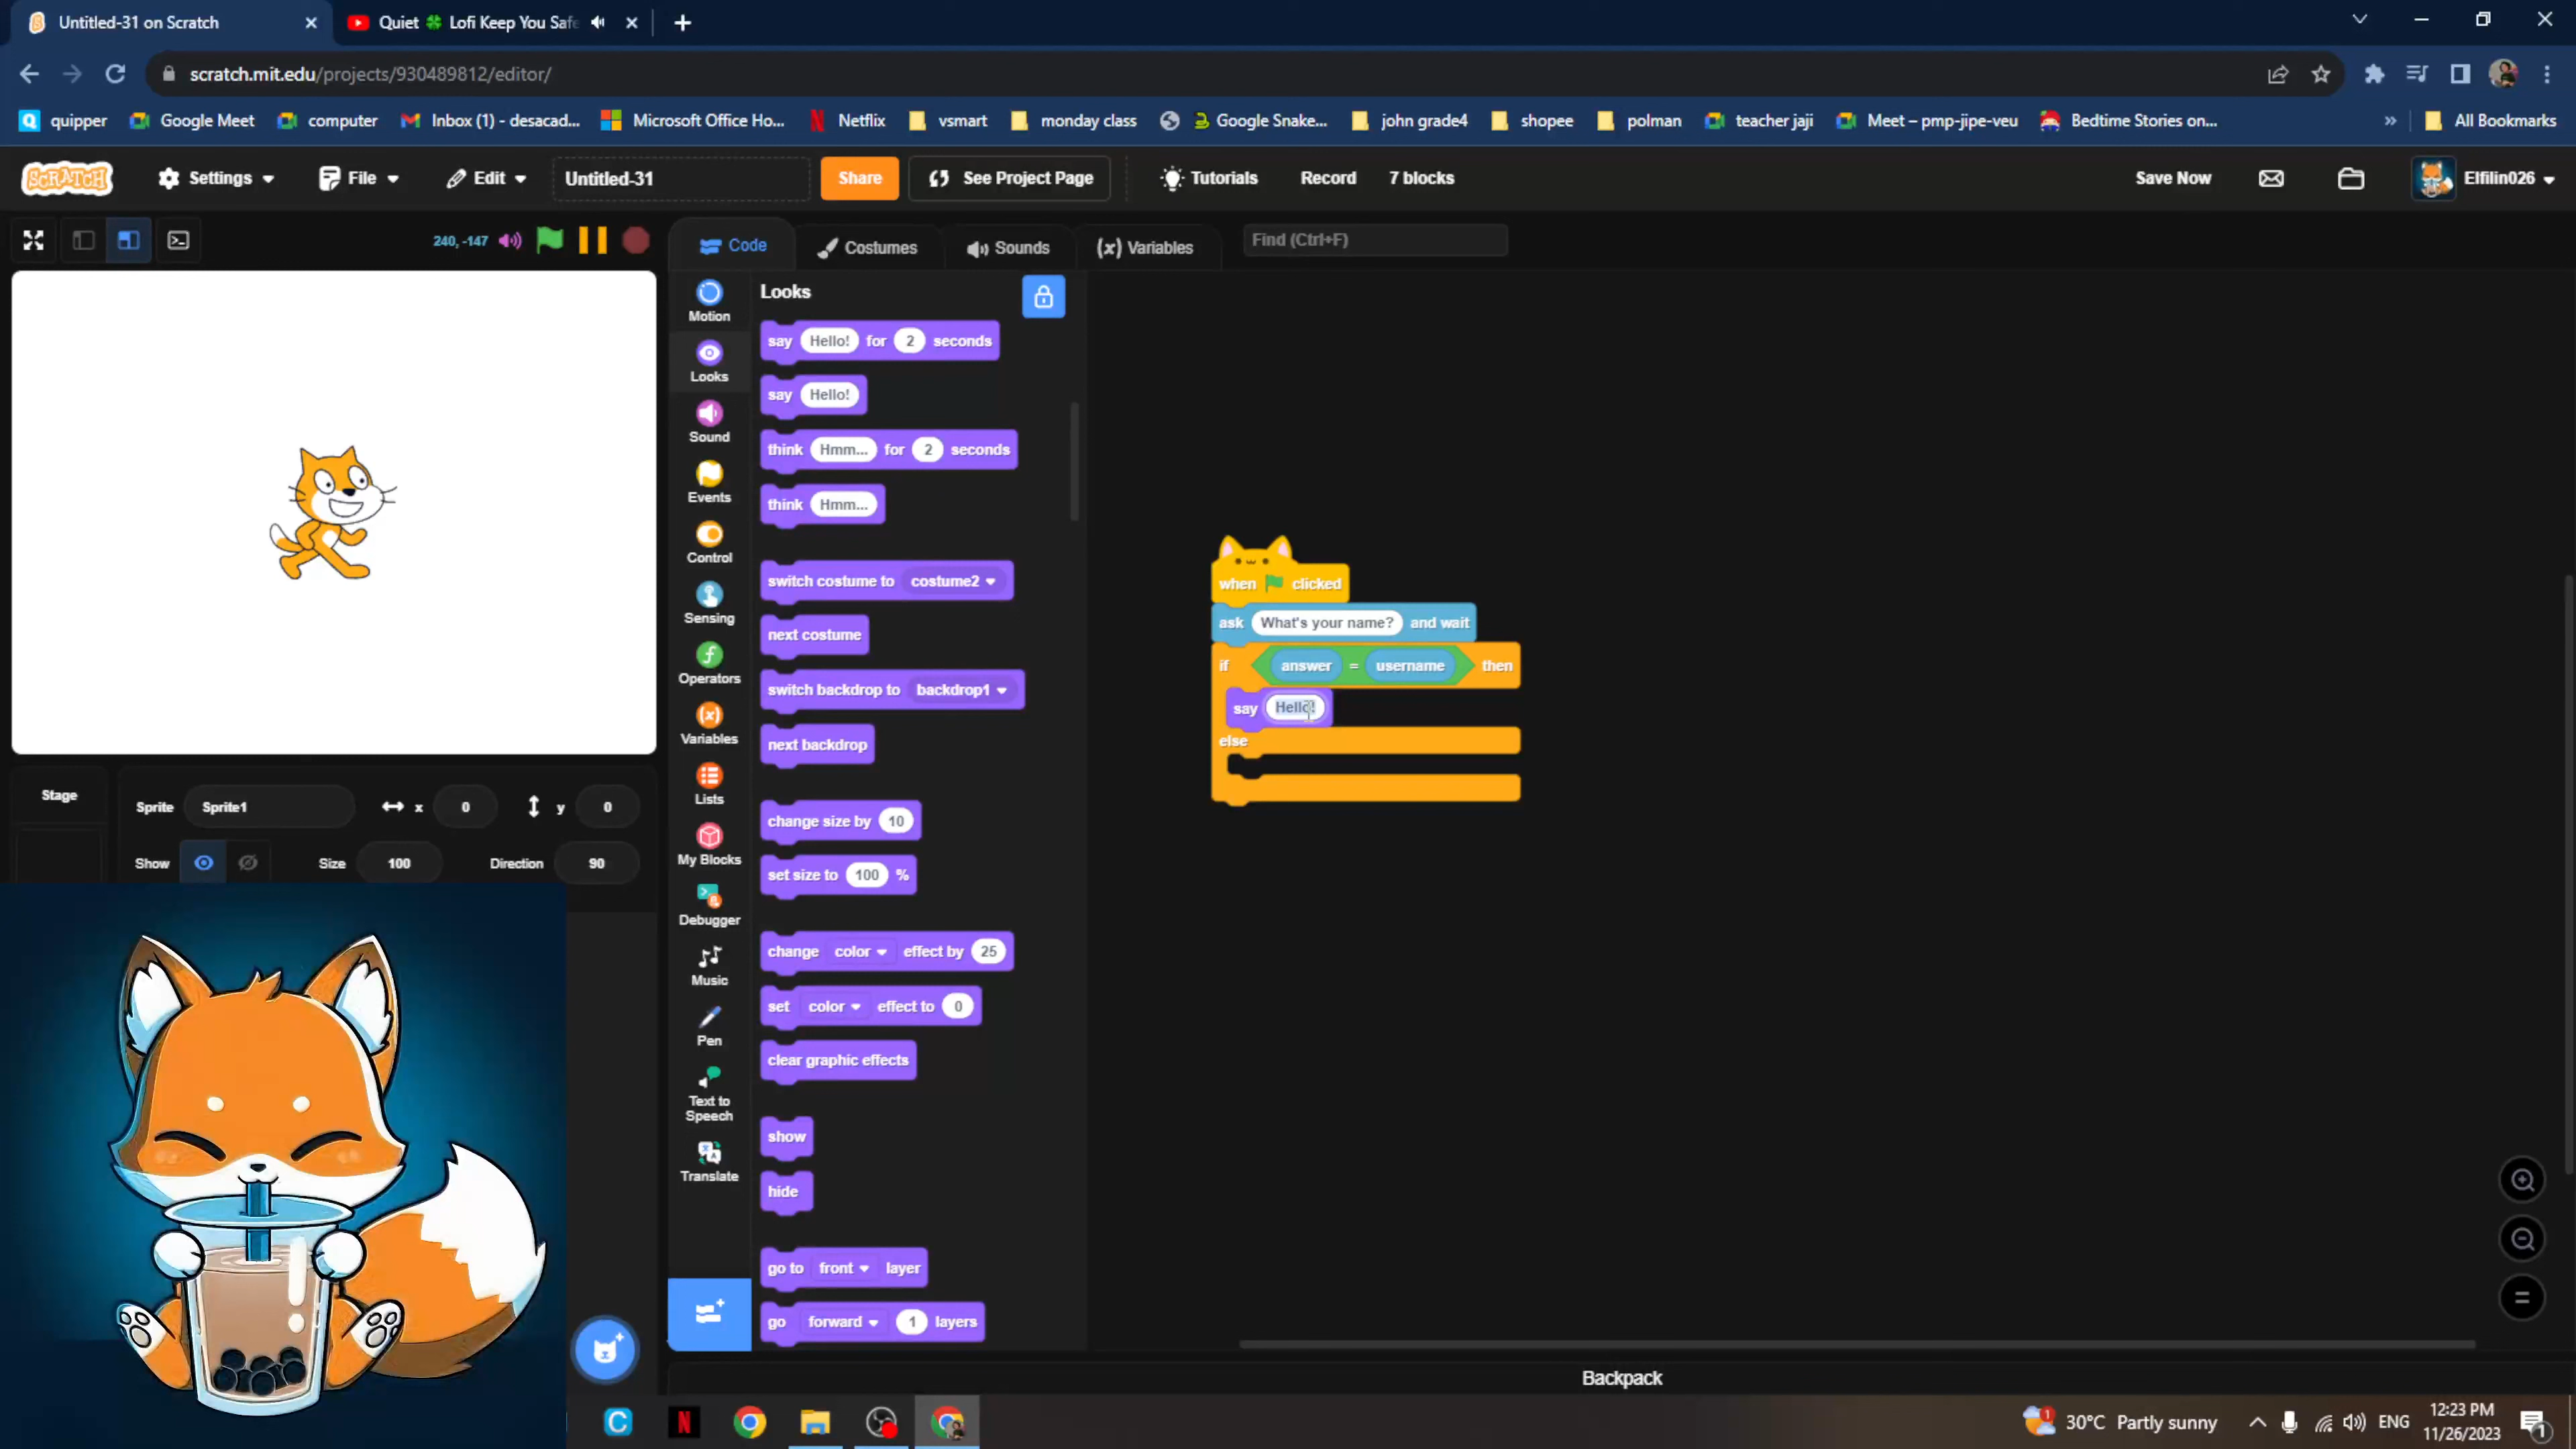 Untitled-31 on Scratch
Quiet 🍀 Lofi Keep You Safe
scratch.mit.edu/projects/930489812/editor/
quipper
Google Meet
computer
Inbox (1) - desacad...
Microsoft Office Ho...
Netflix
vsmart
monday class
Google Snake...
john grade4
shopee
polman
teacher jaji
Meet – pmp-jipe-veu
Bedtime Stories on...
»
All Bookmarks
SCRATCH
Settings
File
Edit
Untitled-31
Share
See Project Page
Tutorials
Record
7 blocks
Save Now
Elfilin026
240, -147
Code
Costumes
Sounds
Variables
Find (Ctrl+F)
Motion
Looks
Sound
Events
Control
Sensing
Operators
Variables
Lists
My Blocks
Debugger
Music
Pen
Text to
Speech
Translate
Looks
say Hello! for 2 seconds
say Hello!
think Hmm... for 2 seconds
think Hmm...
switch costume to costume2
next costume
switch backdrop to backdrop1
next backdrop
change size by 10
set size to 100 %
change color effect by 25
set color effect to 0
clear graphic effects
show
hide
go to front layer
go forward 1 layers
when clicked
ask What's your name? and wait
if answer = username then
say Hello!
else
Stage
Sprite Sprite1 x 0 y 0
Show Size 100 Direction 90
Backpack
30°C Partly sunny
ENG
12:23 PM
11/26/2023